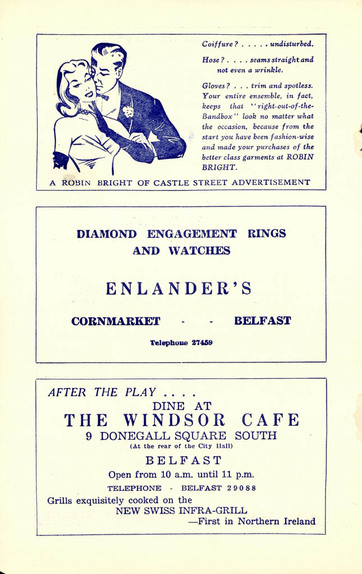 Coiffure ? . . . . . undisturbed.
Hose ? . . . . seams straight and
not even a wrinkle.
Gloves ? . . . trim and spotless.
Your entire ensemble, in fact,
keeps that "right-out-of-the-
Bandbox" look no matter what
the occasion, because from the
start you have been fashion-wise
and made your purchases of the
better class garments at ROBIN
BRIGHT.
A ROBIN BRIGHT OF CASTLE STREET ADVERTISEMENT
DIAMOND ENGAGEMENT RINGS
AND WATCHES
ENLANDER'S
CORNMARKET - - BELFAST
Telephone 27459
AFTER THE PLAY . . . .
DINE AT
THE WINDSOR CAFE
9 DONEGALL SQUARE SOUTH
(At the rear of the City Hall)
BELFAST
Open from 10 a.m. until 11 p.m.
TELEPHONE - BELFAST 29088
Grills exquisitely cooked on the
NEW SWISS INFRA-GRILL
—First in Northern Ireland